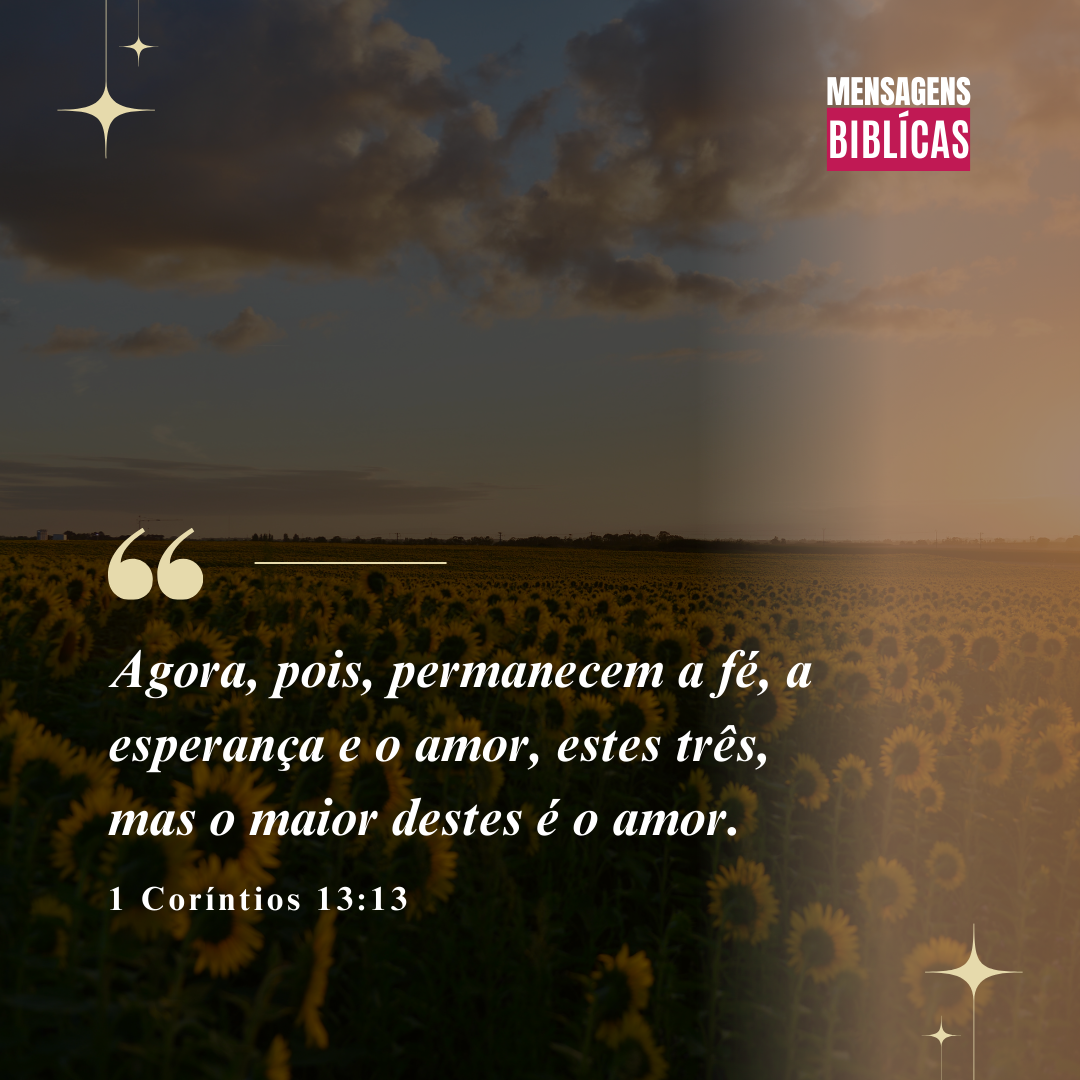 MENSAGENS
BIBLÍCAS
Agora, pois, permanecem a fé, a
esperança e o amor, estes três,
mas o maior destes é o amor.
1 Coríntios 13:13